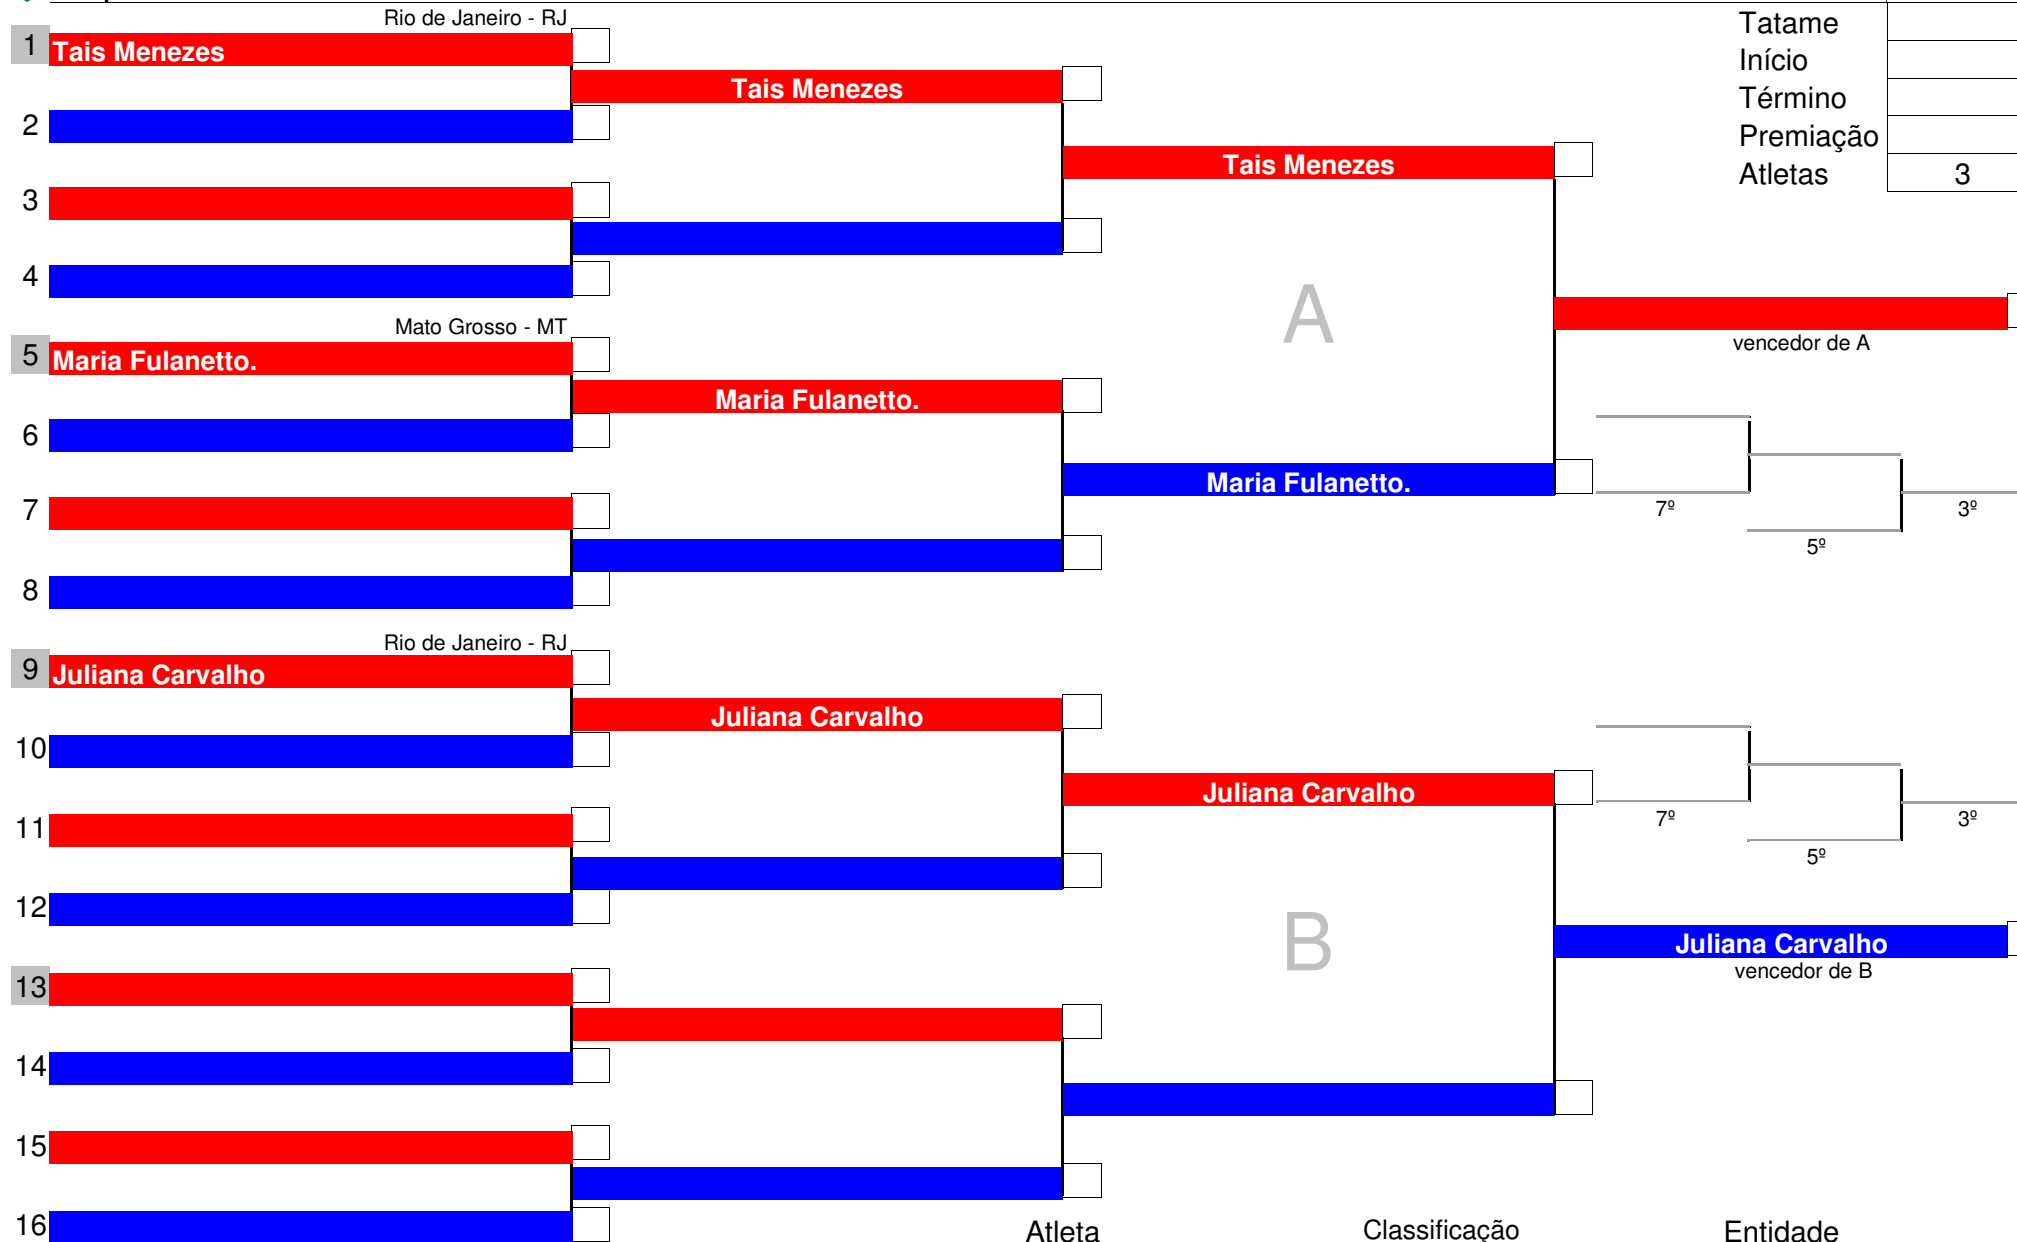 Rio de Janeiro - RJ
1 Tais Menezes
Tais Menezes
2
Tais Menezes
3
4
Mato Grosso - MT
5 Maria Fulanetto.
Maria Fulanetto.
6
Maria Fulanetto.
7
8
Rio de Janeiro - RJ
9 Juliana Carvalho
Juliana Carvalho
10
Juliana Carvalho
11
12
13
14
15
16
A
B
Tatame
Início
Término
Premiação
Atletas 3
vencedor de A
7º
3º
5º
7º
3º
5º
Juliana Carvalho
vencedor de B
Atleta Classificação Entidade